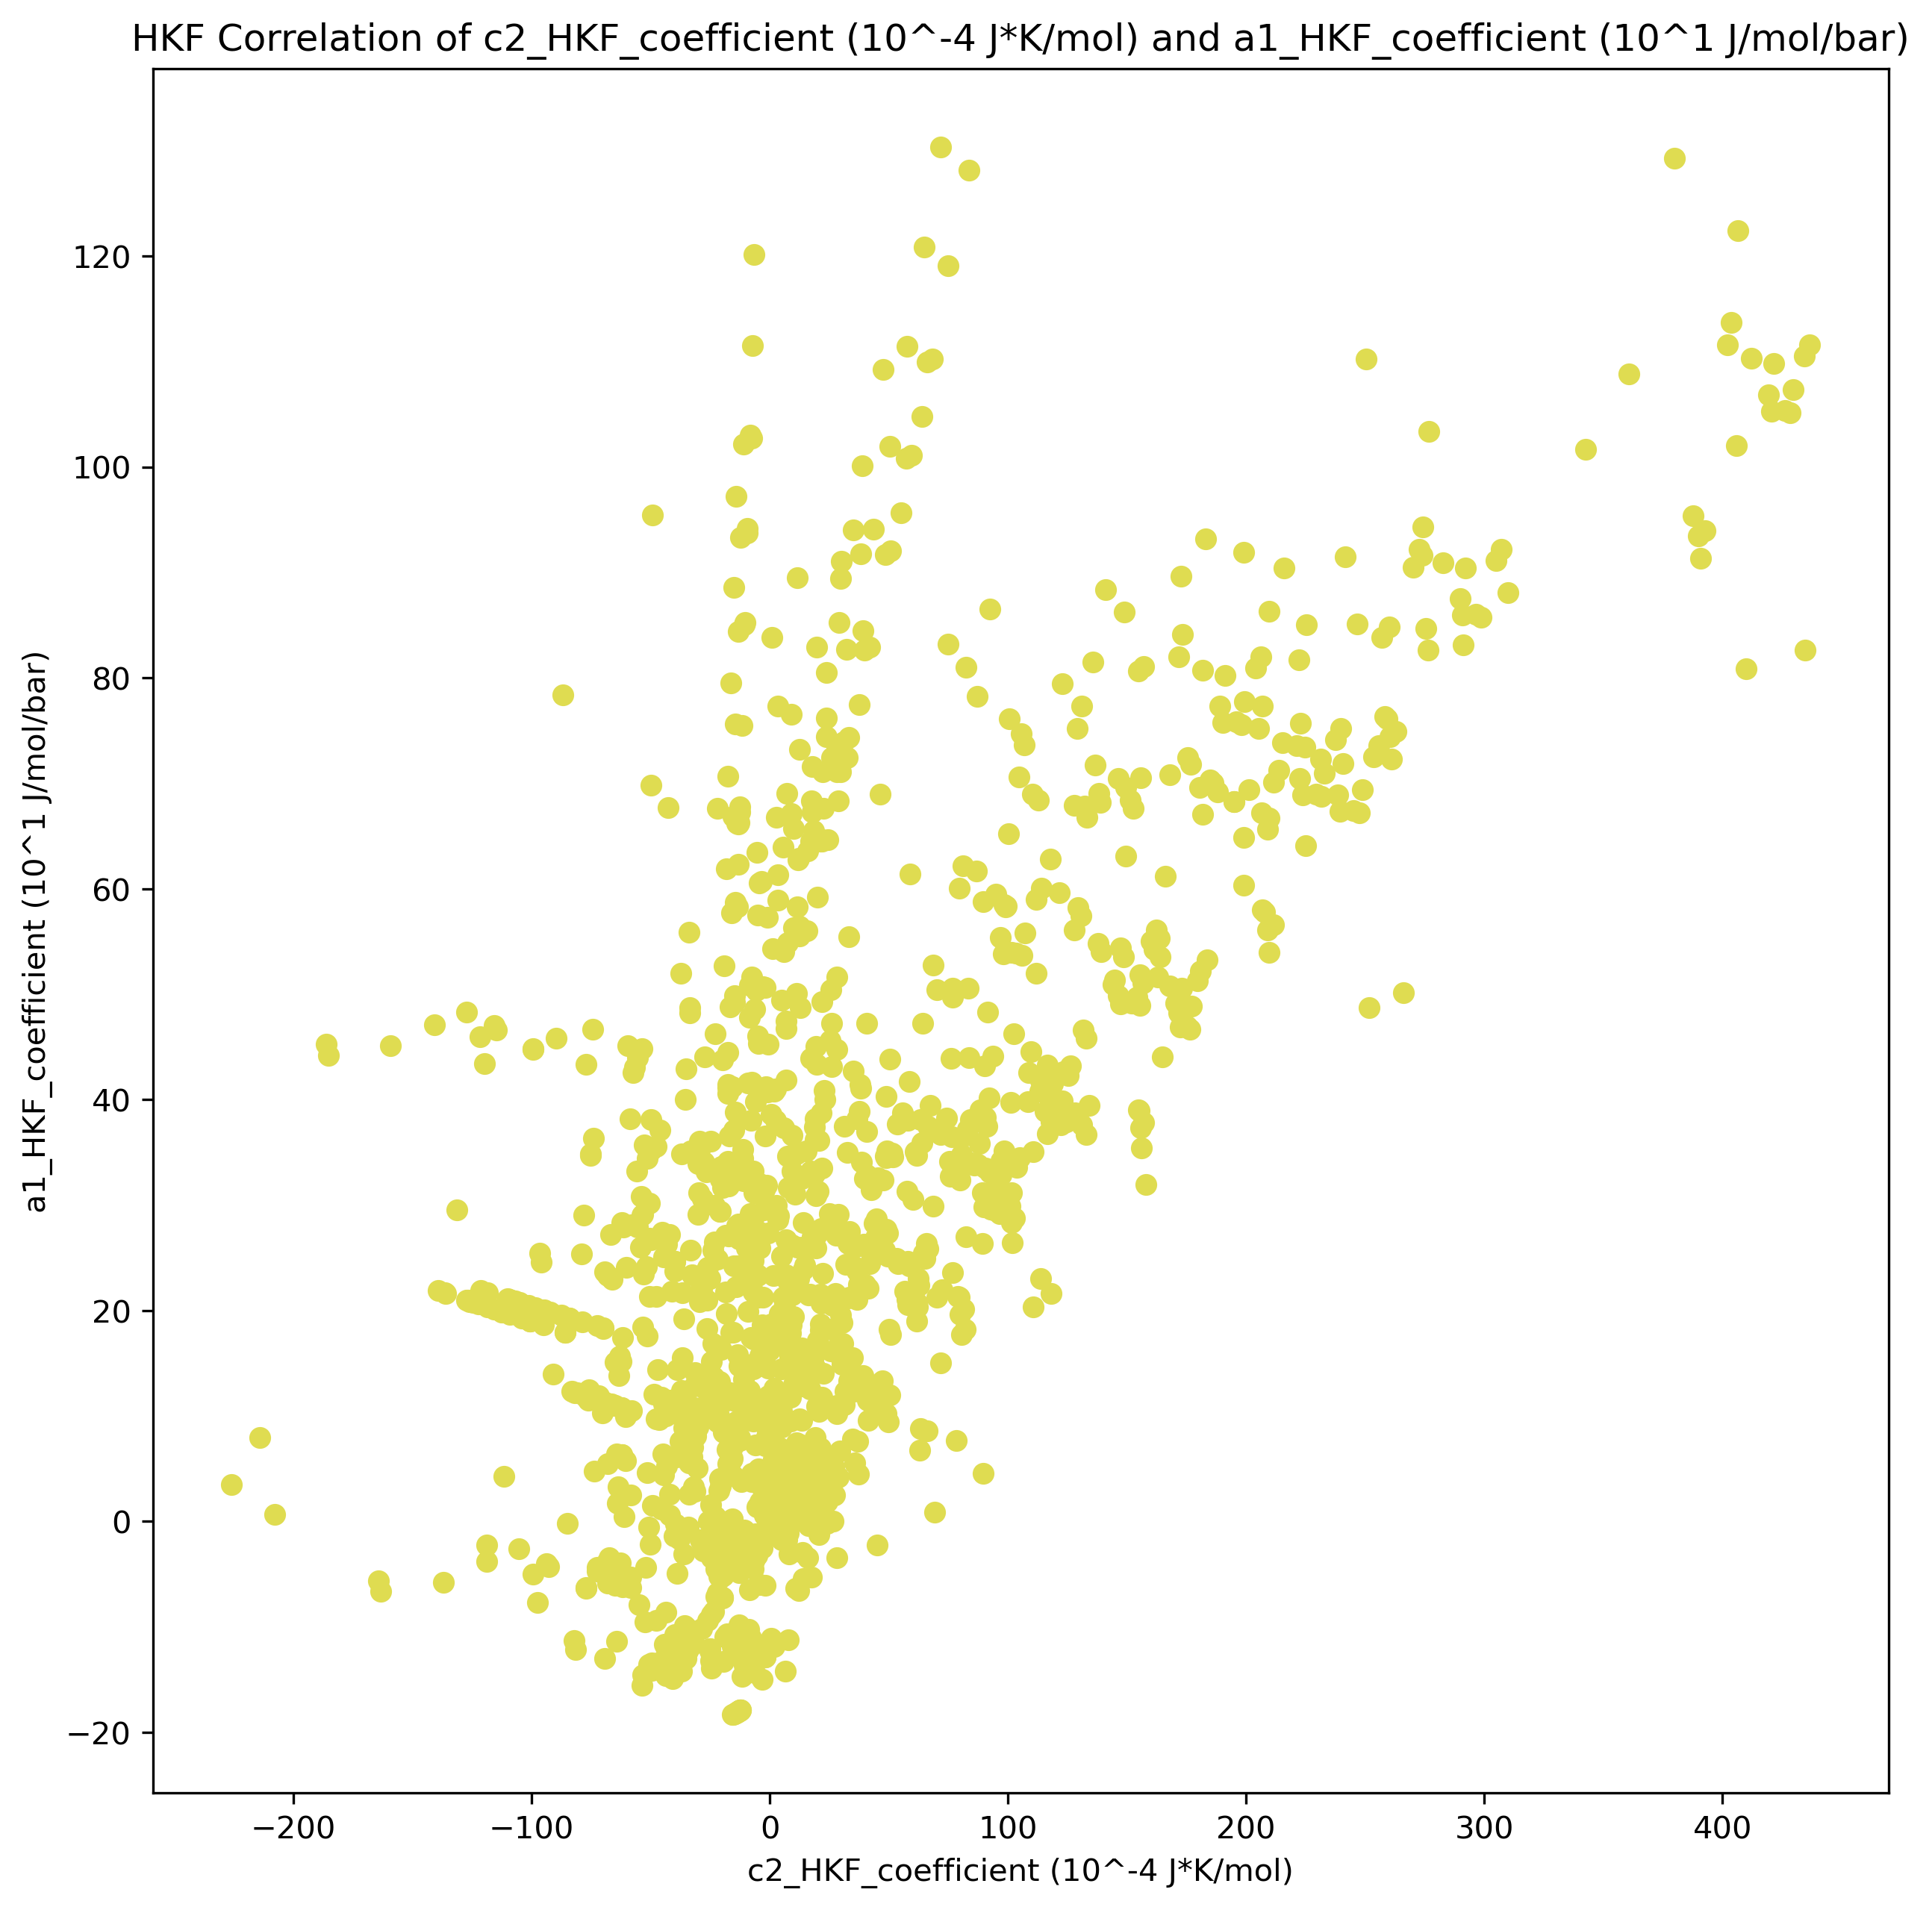 HKF Correlation of c2_HKF_coefficient (10^-4 J*K/mol) and a1_HKF_coefficient (10^1 J/mol/bar)
a1_HKF_coefficient (10^1 J/mol/bar)
120
100
80
60
40
20
0
−20
−200 −100 0 100 200 300 400
c2_HKF_coefficient (10^-4 J*K/mol)